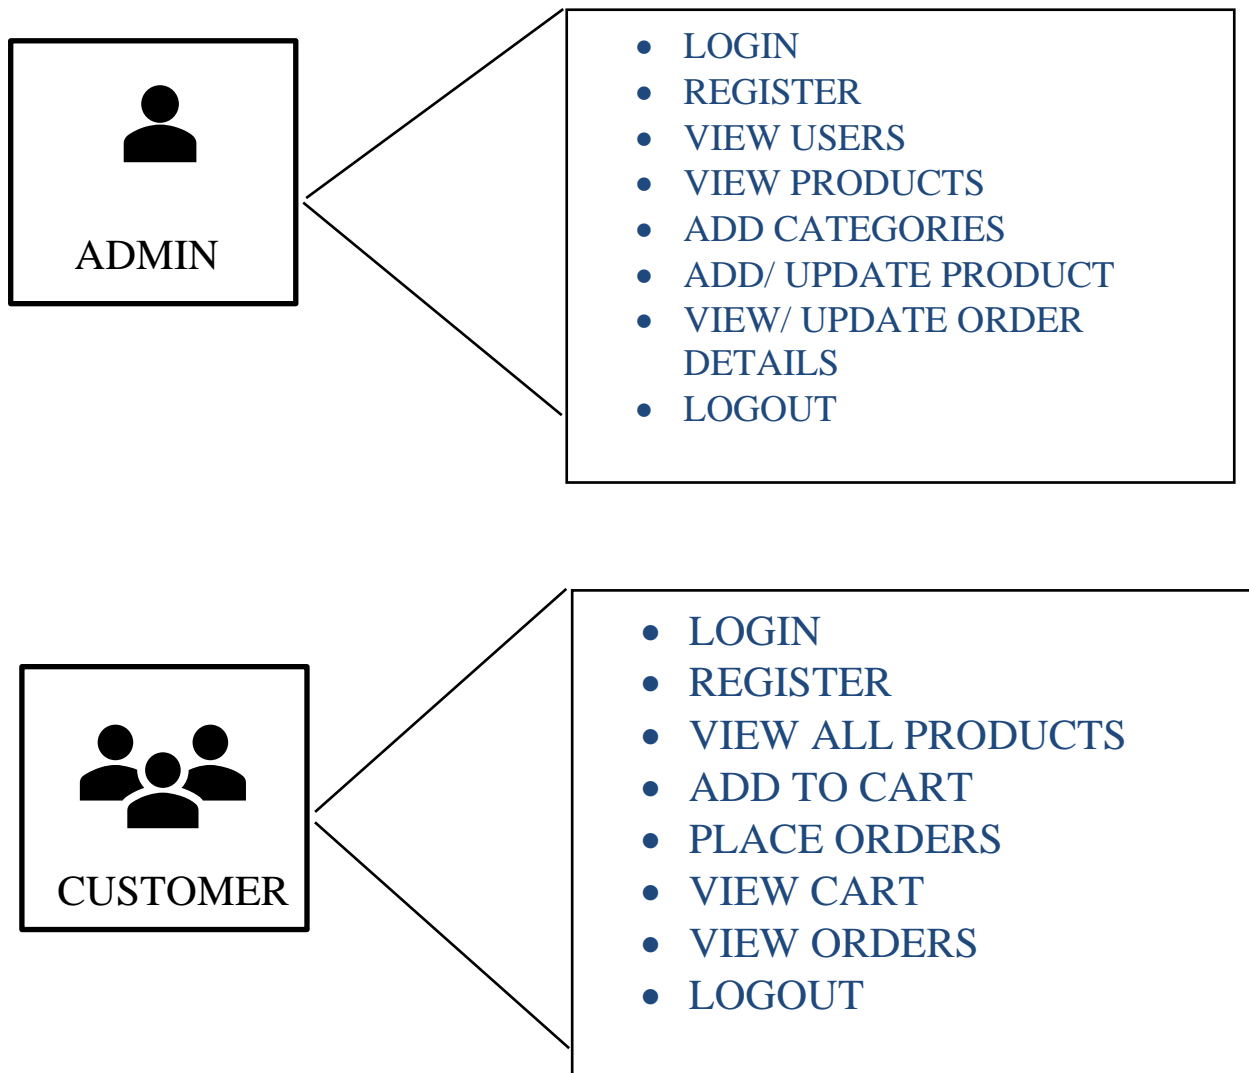 ADMIN
• LOGIN
• REGISTER
• VIEW USERS
• VIEW PRODUCTS
• ADD CATEGORIES
• ADD/ UPDATE PRODUCT
• VIEW/ UPDATE ORDER
DETAILS
• LOGOUT
CUSTOMER
• LOGIN
• REGISTER
• VIEW ALL PRODUCTS
• ADD TO CART
• PLACE ORDERS
• VIEW CART
• VIEW ORDERS
• LOGOUT